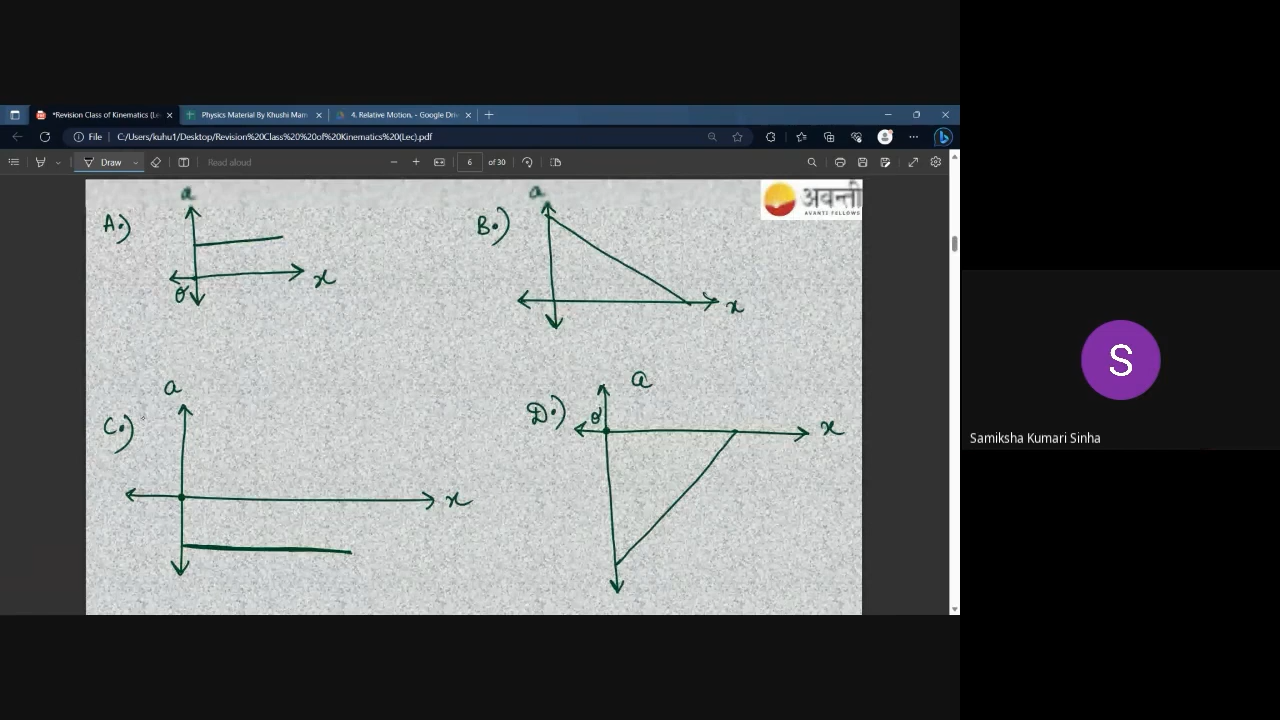 *Revision Class of Kinematics (Le
Physics Material By Khushi Mam
4. Relative Motion. - Google Dri
File
C:/Users/kuhu1/Desktop/Revision%20Class%20%20of%20Kinematics%20(Lec).pdf
Draw
Read aloud
6 of 30
अवन्ती
AVANTI FELLOWS
A.)
a
x
0
B.)
a
x
C.)
a
x
D.)
a
0
x
S
Samiksha Kumari Sinha